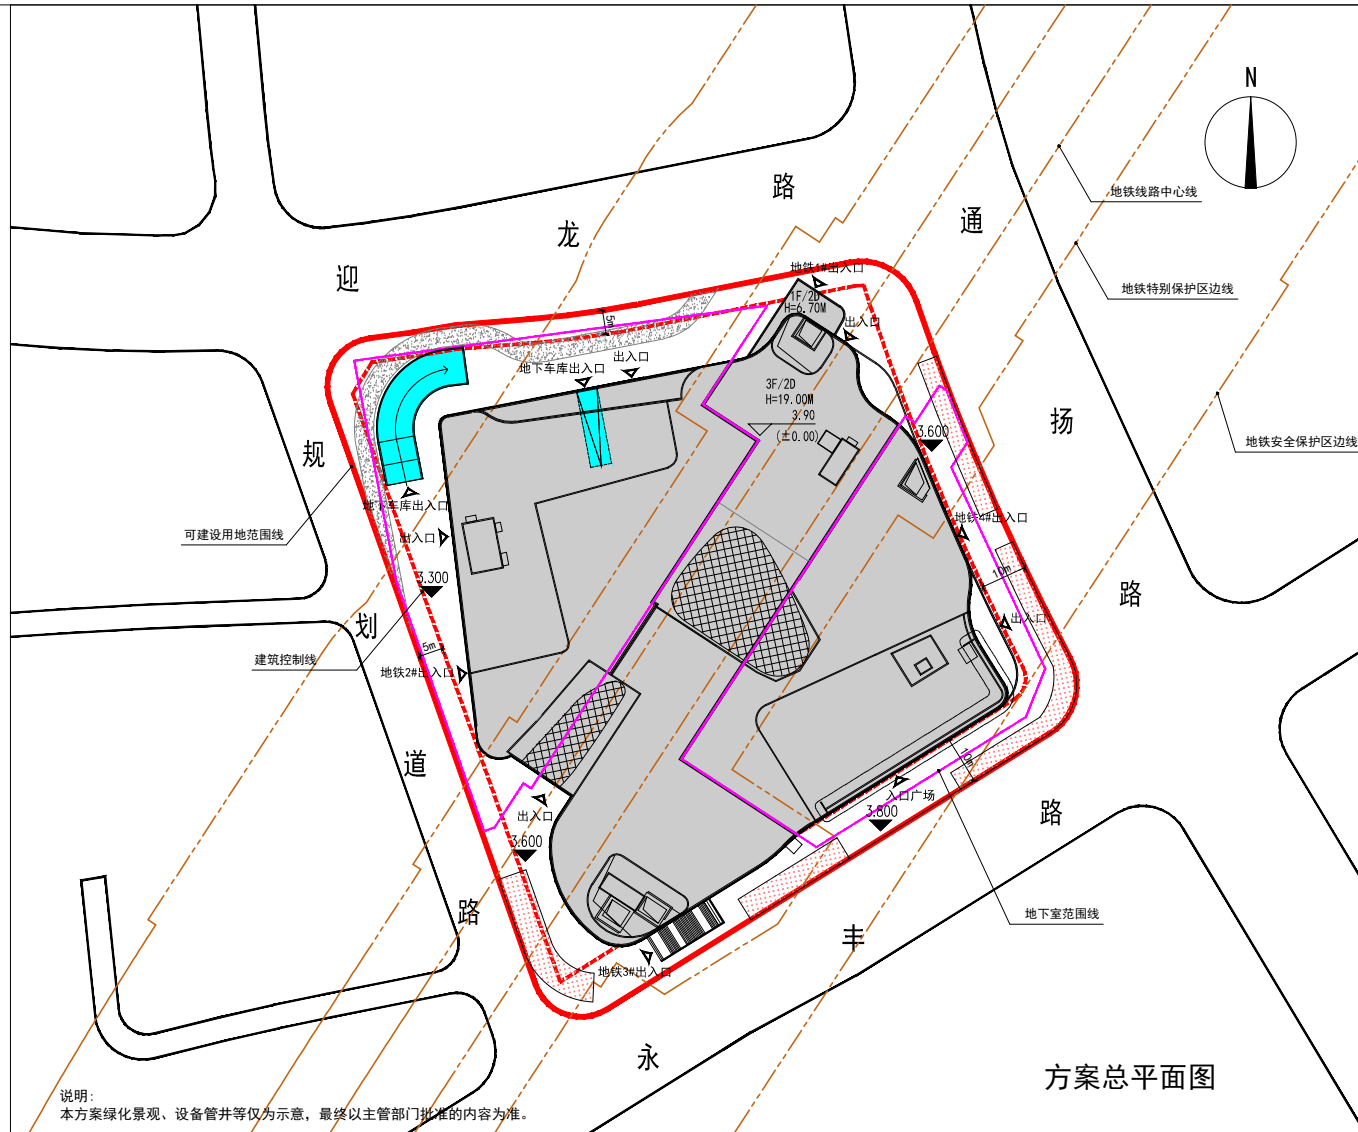 N
地铁线路中心线
路
通
龙
迎
地铁1#出入口
地铁特别保护区边线
1F/2D
H=6.70M
5m
出入口
出入口
地下车库出入口
3F/2D
H=19.00M
3.90
(±0.00)
扬
3.600
地铁安全保护区边线
规
地下车库出入口
地铁4#出入口
可建设用地范围线
出入口
3.300
10m
路
出入口
划
5m
建筑控制线
地铁2#出入口
道
10m
入口广场
出入口
3.800
路
3.600
路
地下室范围线
丰
地铁3#出入口
永
方案总平面图
说明:
本方案绿化景观、设备管井等仅为示意，最终以主管部门批准的内容为准。